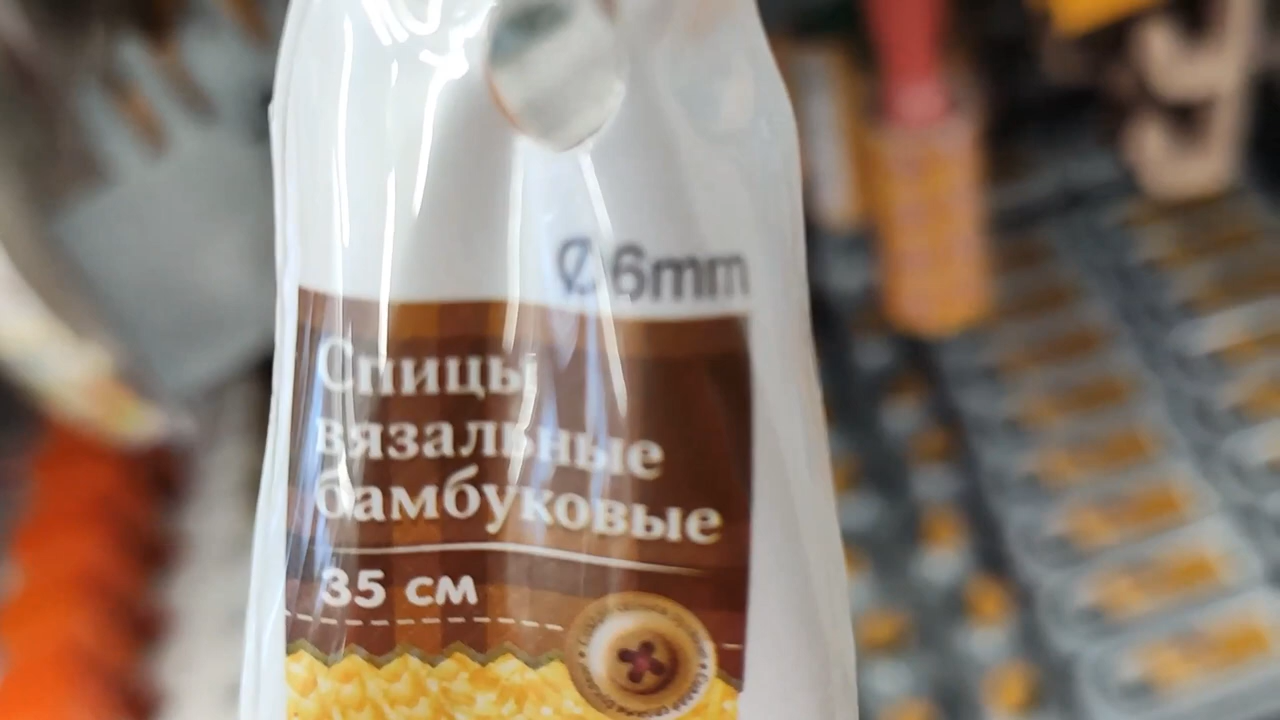 Ø 6mm
Спицы
вязальные
бамбуковые
35 см